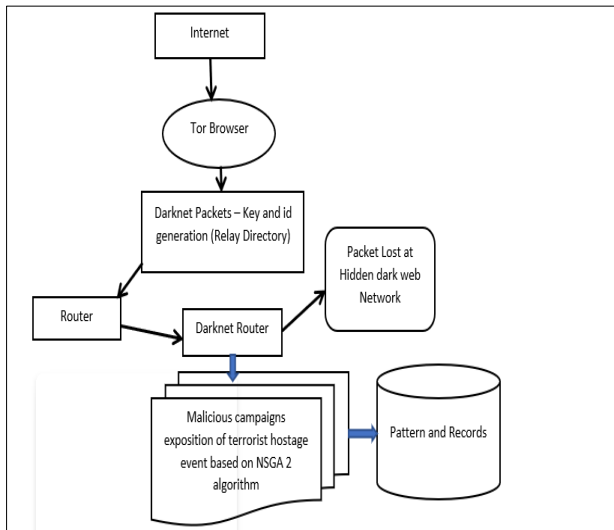 Internet
Tor Browser
Darknet Packets – Key and id
generation (Relay Directory)
Packet Lost at
Hidden dark web
Network
Router
Darknet Router
Malicious campaigns
exposition of terrorist hostage
event based on NSGA 2
algorithm
Pattern and Records